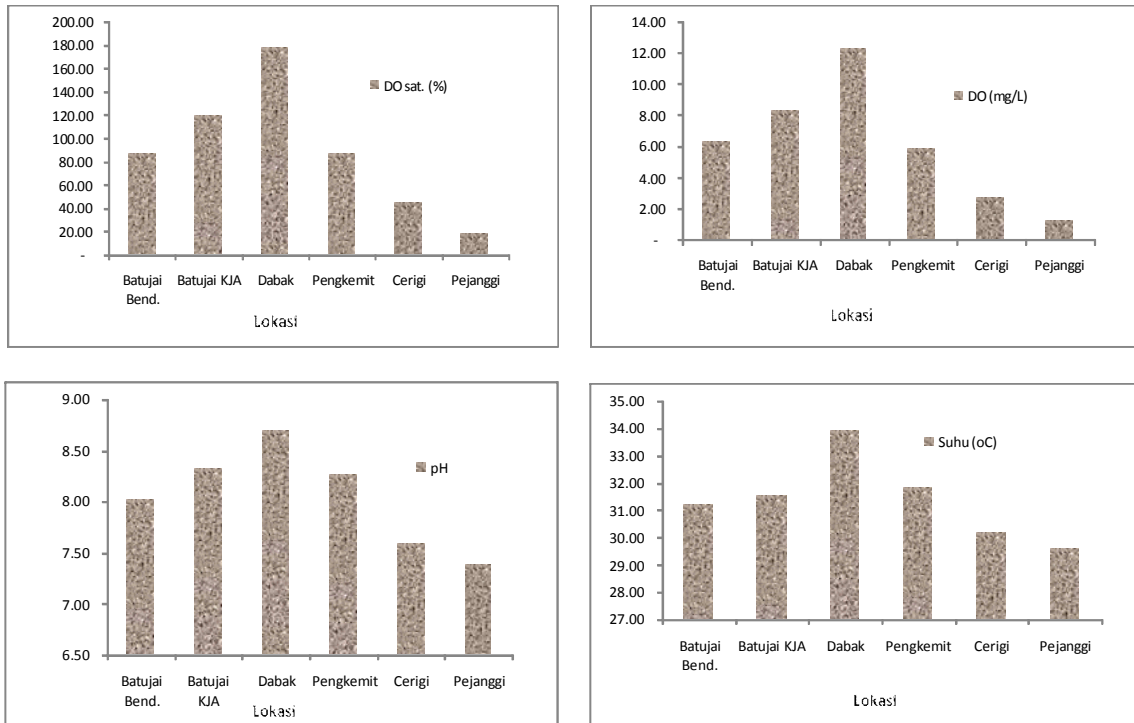 200.00
180.00
160.00
140.00
120.00
100.00
80.00
60.00
40.00
20.00
-
DO sat. (%)
Batujai Bend.
Batujai KJA
Dabak
Pengkemit
Cerigi
Pejanggi
Lokasi
14.00
12.00
10.00
8.00
6.00
4.00
2.00
-
DO (mg/L)
Batujai Bend.
Batujai KJA
Dabak
Pengkemit
Cerigi
Pejanggi
Lokasi
9.00
8.50
8.00
7.50
7.00
6.50
pH
Batujai Bend.
Batujai KJA
Dabak
Pengkemit
Cerigi
Pejanggi
Lokasi
35.00
34.00
33.00
32.00
31.00
30.00
29.00
28.00
27.00
Suhu (oC)
Batujai Bend.
Batujai KJA
Dabak
Pengkemit
Cerigi
Pejanggi
Lokasi